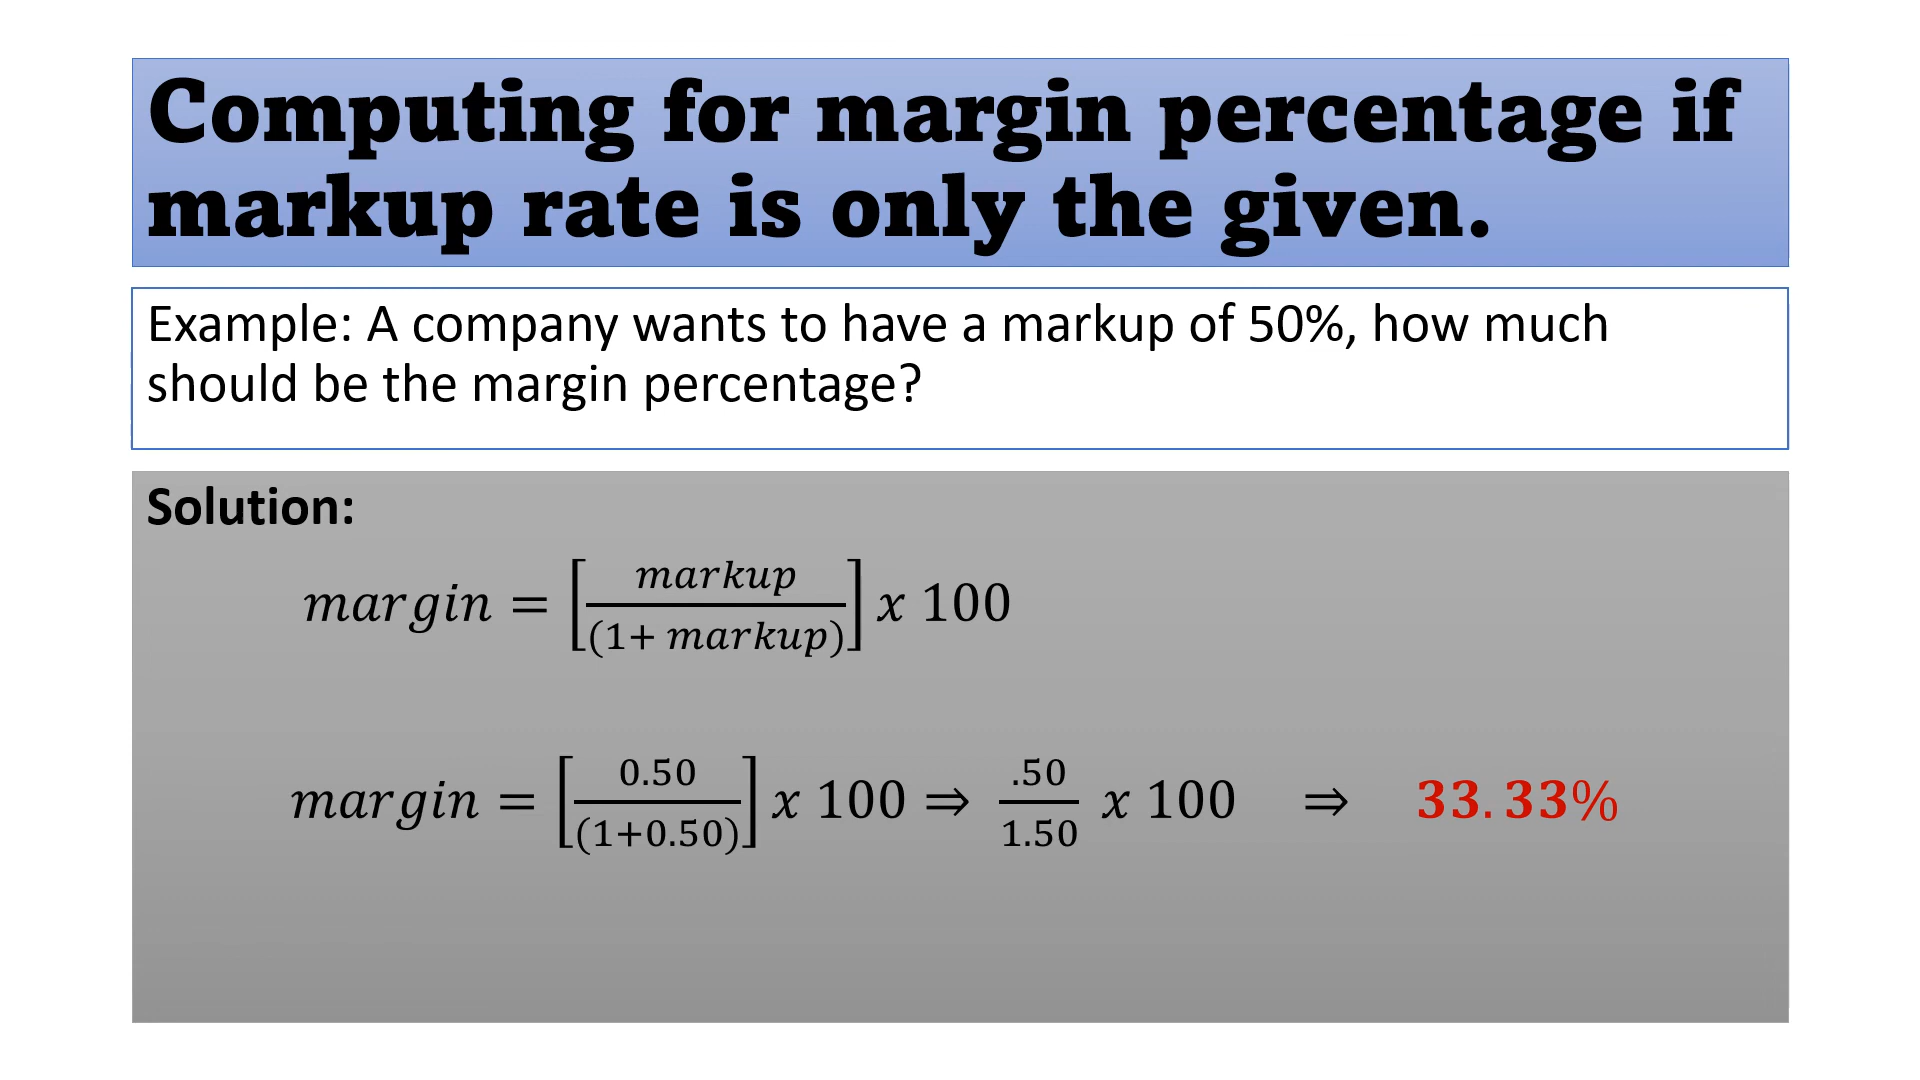 Computing for margin percentage if
markup rate is only the given.
Example: A company wants to have a markup of 50%, how much
should be the margin percentage?
Solution:
margin = [markup / (1+ markup)] x 100
margin = [0.50 / (1+0.50)] x 100 ⇒ .50 / 1.50 x 100 ⇒ 33.33%